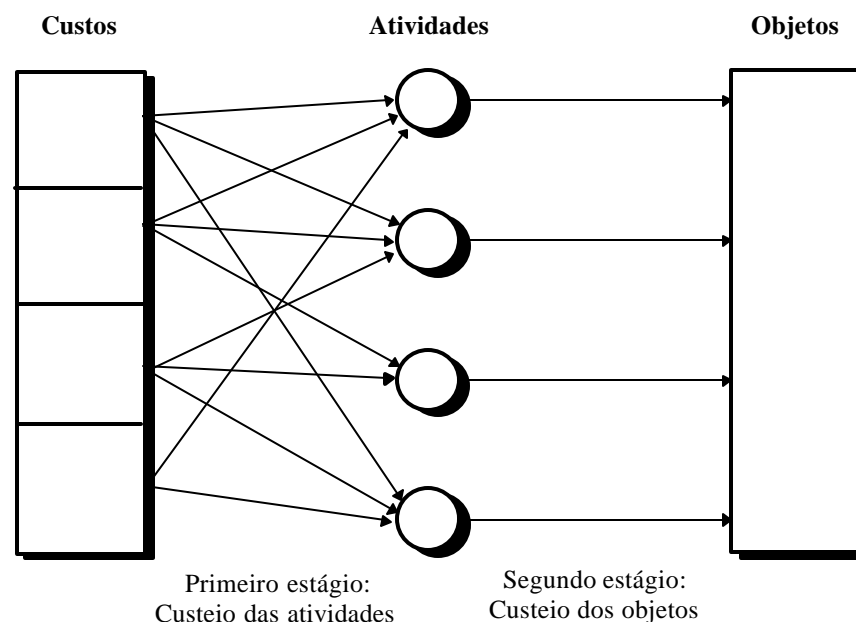 Custos
Atividades
Objetos
Primeiro estágio:
Custeio das atividades
Segundo estágio:
Custeio dos objetos